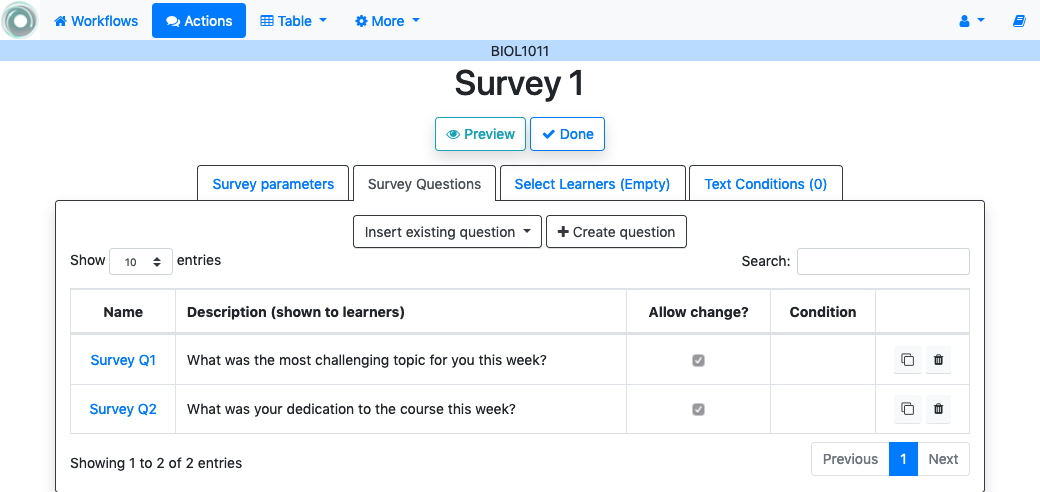 Workflows Actions Table More
BIOL1011
Survey 1
Preview Done
Survey parameters Survey Questions Select Learners (Empty) Text Conditions (0)
Insert existing question Create question
Show 10 entries Search:
Name Description (shown to learners) Allow change? Condition
Survey Q1 What was the most challenging topic for you this week?
Survey Q2 What was your dedication to the course this week?
Showing 1 to 2 of 2 entries Previous 1 Next